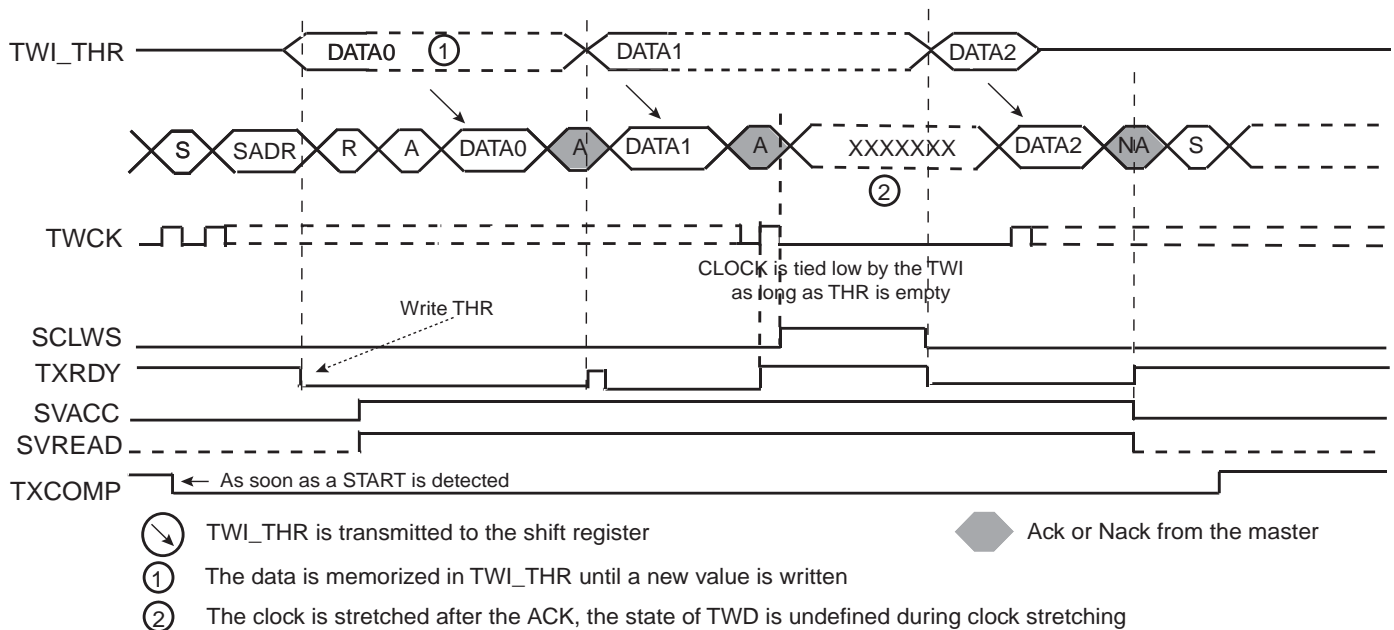 TWI_THR DATA0 1 DATA1 DATA2
S SADR R A DATA0 A DATA1 A XXXXXXX DATA2 NA S
2
TWCK
CLOCK is tied low by the TWI
as long as THR is empty
Write THR
SCLWS
TXRDY
SVACC
SVREAD
TXCOMP As soon as a START is detected
TWI_THR is transmitted to the shift register Ack or Nack from the master
1 The data is memorized in TWI_THR until a new value is written
2 The clock is stretched after the ACK, the state of TWD is undefined during clock stretching